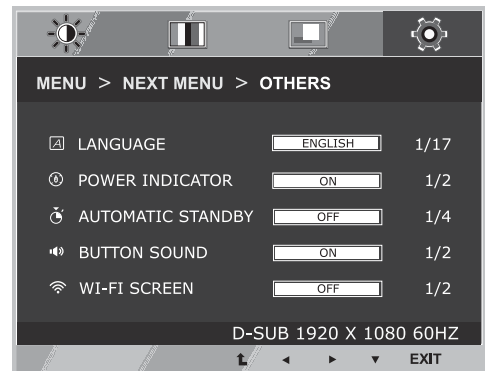 MENU > NEXT MENU > OTHERS
LANGUAGE ENGLISH 1/17
POWER INDICATOR ON 1/2
AUTOMATIC STANDBY OFF 1/4
BUTTON SOUND ON 1/2
WI-FI SCREEN OFF 1/2
D-SUB 1920 X 1080 60HZ
EXIT